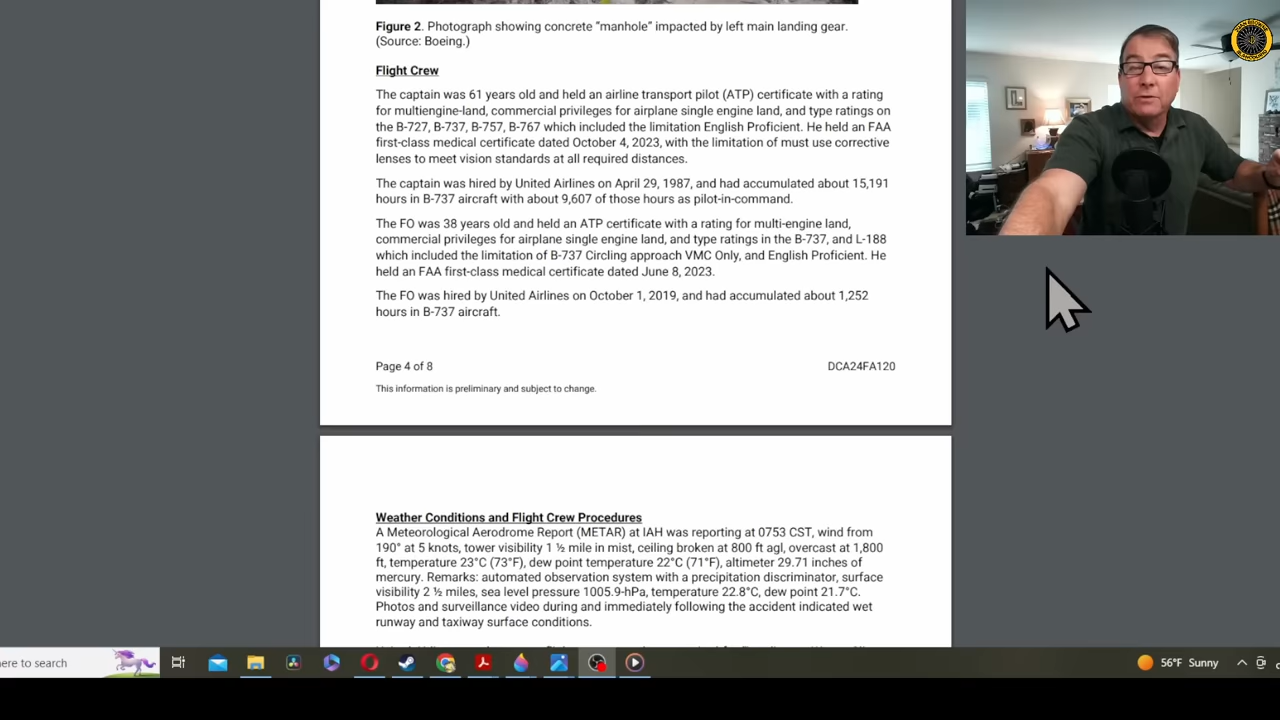 Figure 2. Photograph showing concrete “manhole” impacted by left main landing gear.
(Source: Boeing.)
Flight Crew
The captain was 61 years old and held an airline transport pilot (ATP) certificate with a rating
for multiengine-land, commercial privileges for airplane single engine land, and type ratings on
the B-727, B-737, B-757, B-767 which included the limitation English Proficient. He held an FAA
first-class medical certificate dated October 4, 2023, with the limitation of must use corrective
lenses to meet vision standards at all required distances.
The captain was hired by United Airlines on April 29, 1987, and had accumulated about 15,191
hours in B-737 aircraft with about 9,607 of those hours as pilot-in-command.
The FO was 38 years old and held an ATP certificate with a rating for multi-engine land,
commercial privileges for airplane single engine land, and type ratings in the B-737, and L-188
which included the limitation of B-737 Circling approach VMC Only, and English Proficient. He
held an FAA first-class medical certificate dated June 8, 2023.
The FO was hired by United Airlines on October 1, 2019, and had accumulated about 1,252
hours in B-737 aircraft.
Page 4 of 8 DCA24FA120
This information is preliminary and subject to change.
Weather Conditions and Flight Crew Procedures
A Meteorological Aerodrome Report (METAR) at IAH was reporting at 0753 CST, wind from
190° at 5 knots, tower visibility 1 ½ mile in mist, ceiling broken at 800 ft agl, overcast at 1,800
ft, temperature 23°C (73°F), dew point temperature 22°C (71°F), altimeter 29.71 inches of
mercury. Remarks: automated observation system with a precipitation discriminator, surface
visibility 2 ½ miles, sea level pressure 1005.9-hPa, temperature 22.8°C, dew point 21.7°C.
Photos and surveillance video during and immediately following the accident indicated wet
runway and taxiway surface conditions.
ere to search
56°F Sunny